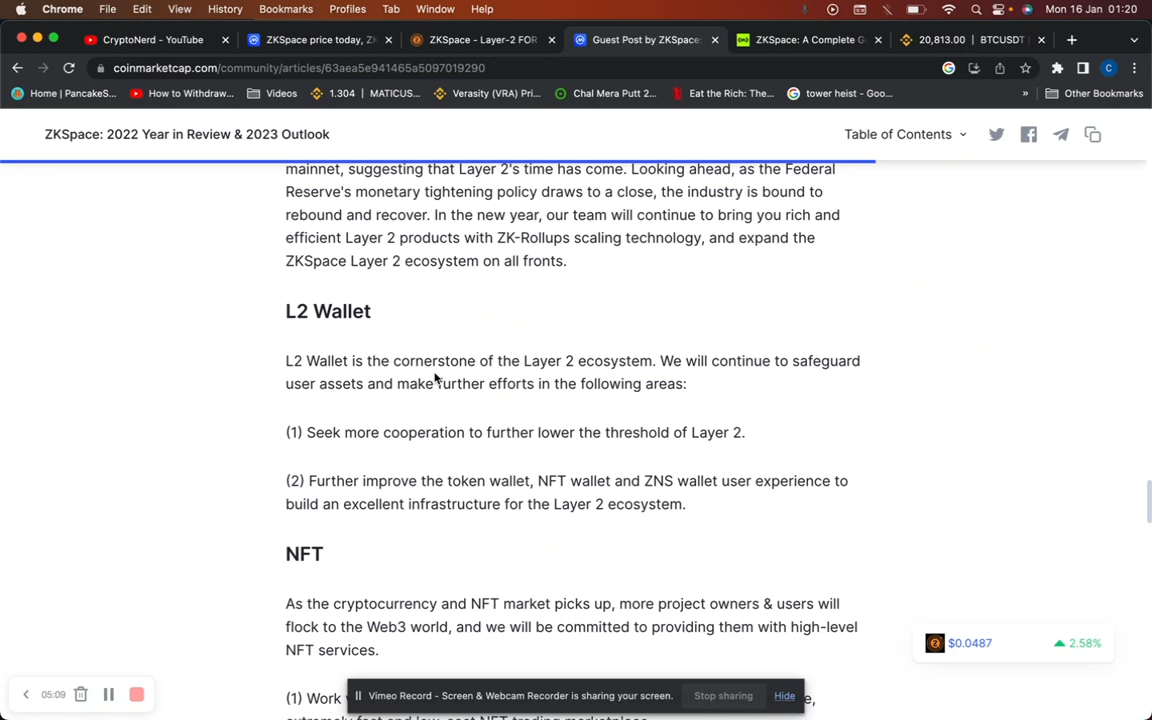 Chrome File Edit View History Bookmarks Profiles Tab Window Help Mon 16 Jan 01:20
CryptoNerd - YouTube ZKSpace price today, ZK ZKSpace - Layer-2 FOR Guest Post by ZKSpace: ZKSpace: A Complete G 20,813.00 | BTCUSDT
coinmarketcap.com/community/articles/63aea5e941465a5097019290
Home | PancakeS... How to Withdraw... Videos 1.304 | MATICUS... Verasity (VRA) Pri... Chal Mera Putt 2... Eat the Rich: The... tower heist - Goo... » Other Bookmarks
ZKSpace: 2022 Year in Review & 2023 Outlook Table of Contents
mainnet, suggesting that Layer 2's time has come. Looking ahead, as the Federal
Reserve's monetary tightening policy draws to a close, the industry is bound to
rebound and recover. In the new year, our team will continue to bring you rich and
efficient Layer 2 products with ZK-Rollups scaling technology, and expand the
ZKSpace Layer 2 ecosystem on all fronts.
L2 Wallet
L2 Wallet is the cornerstone of the Layer 2 ecosystem. We will continue to safeguard
user assets and make further efforts in the following areas:
(1) Seek more cooperation to further lower the threshold of Layer 2.
(2) Further improve the token wallet, NFT wallet and ZNS wallet user experience to
build an excellent infrastructure for the Layer 2 ecosystem.
NFT
As the cryptocurrency and NFT market picks up, more project owners & users will
flock to the Web3 world, and we will be committed to providing them with high-level
NFT services.
$0.0487 2.58%
05:09
Vimeo Record - Screen & Webcam Recorder is sharing your screen. Stop sharing Hide
(1) Work
extremely fast and low-cost NFT trading marketplace